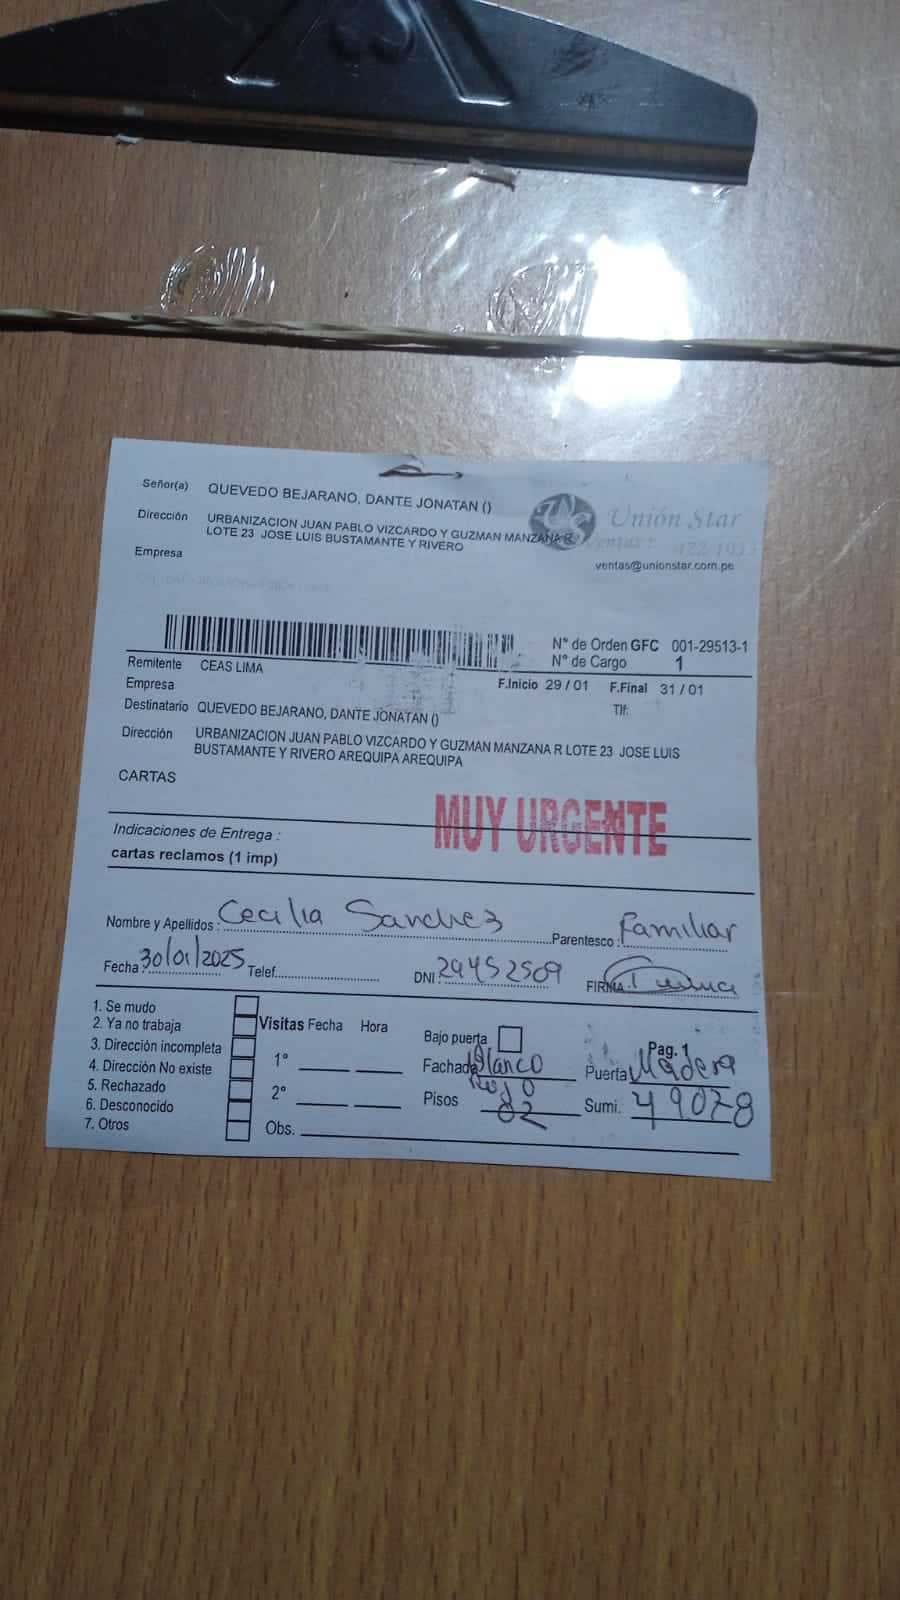 Señor(a) QUEVEDO BEJARANO, DANTE JONATAN ()
Dirección URBANIZACION JUAN PABLO VIZCARDO Y GUZMAN MANZANA R
LOTE 23 JOSE LUIS BUSTAMANTE Y RIVERO
Empresa
Unión Star
Ventas:
ventas@unionstar.com.pe
N° de Orden GFC 001-29513-1
N° de Cargo 1
Remitente CEAS LIMA
Empresa
F.Inicio 29 / 01 F.Final 31 / 01
Destinatario QUEVEDO BEJARANO, DANTE JONATAN ()
Tlf:
Dirección URBANIZACION JUAN PABLO VIZCARDO Y GUZMAN MANZANA R LOTE 23 JOSE LUIS
BUSTAMANTE Y RIVERO AREQUIPA AREQUIPA
CARTAS
MUY URGENTE
Indicaciones de Entrega :
cartas reclamos (1 imp)
Nombre y Apellidos : Cecilia Sanchez Parentesco : Familiar
Fecha : 30/01/2025 Telef. DNI 29452509 FIRMA
1. Se mudo
2. Ya no trabaja
3. Dirección incompleta
4. Dirección No existe
5. Rechazado
6. Desconocido
7. Otros
Visitas Fecha Hora
1°
2°
Obs.
Bajo puerta
Pag. 1
Fachada Blanco Rojo Puerta Madera
Pisos 02 Sumi. 49078